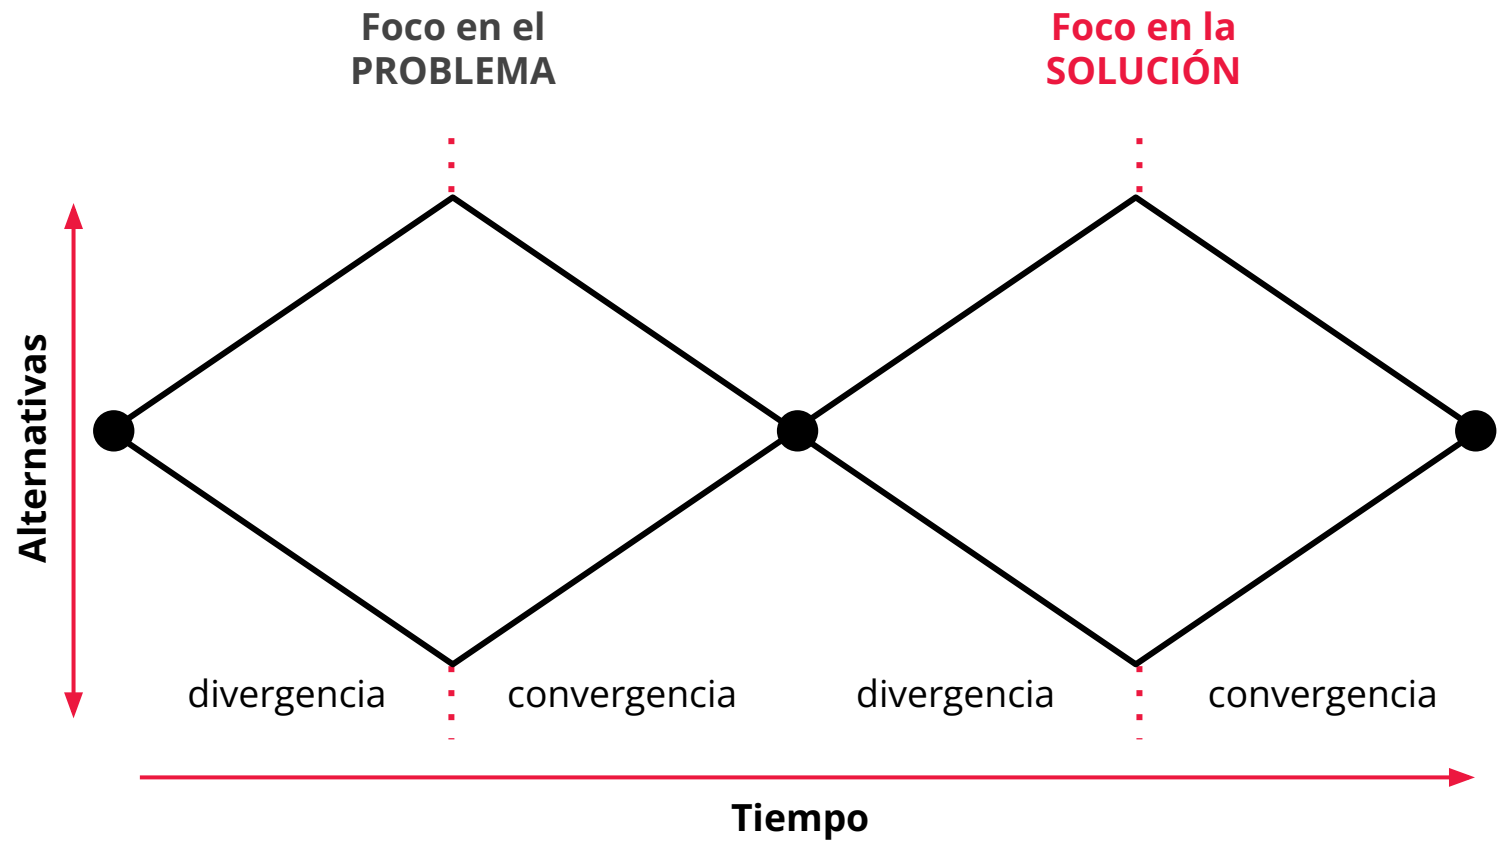 Foco en el
PROBLEMA
Foco en la
SOLUCIÓN
Alternativas
divergencia
convergencia
divergencia
convergencia
Tiempo